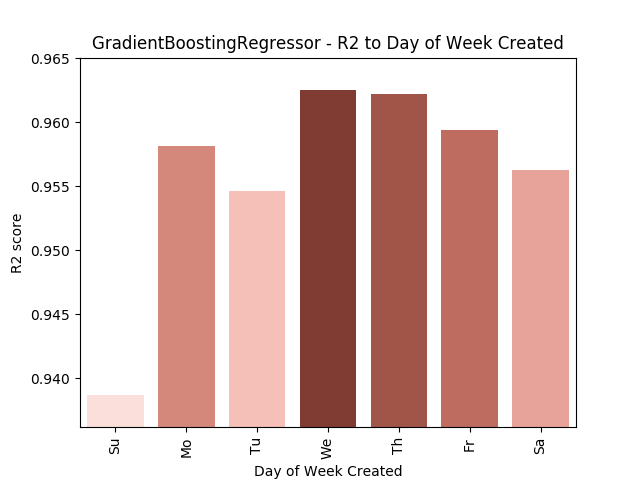 GradientBoostingRegressor - R2 to Day of Week Created
0.965
0.960
0.955
0.950
0.945
0.940
R2 score
Su
Mo
Tu
We
Th
Fr
Sa
Day of Week Created